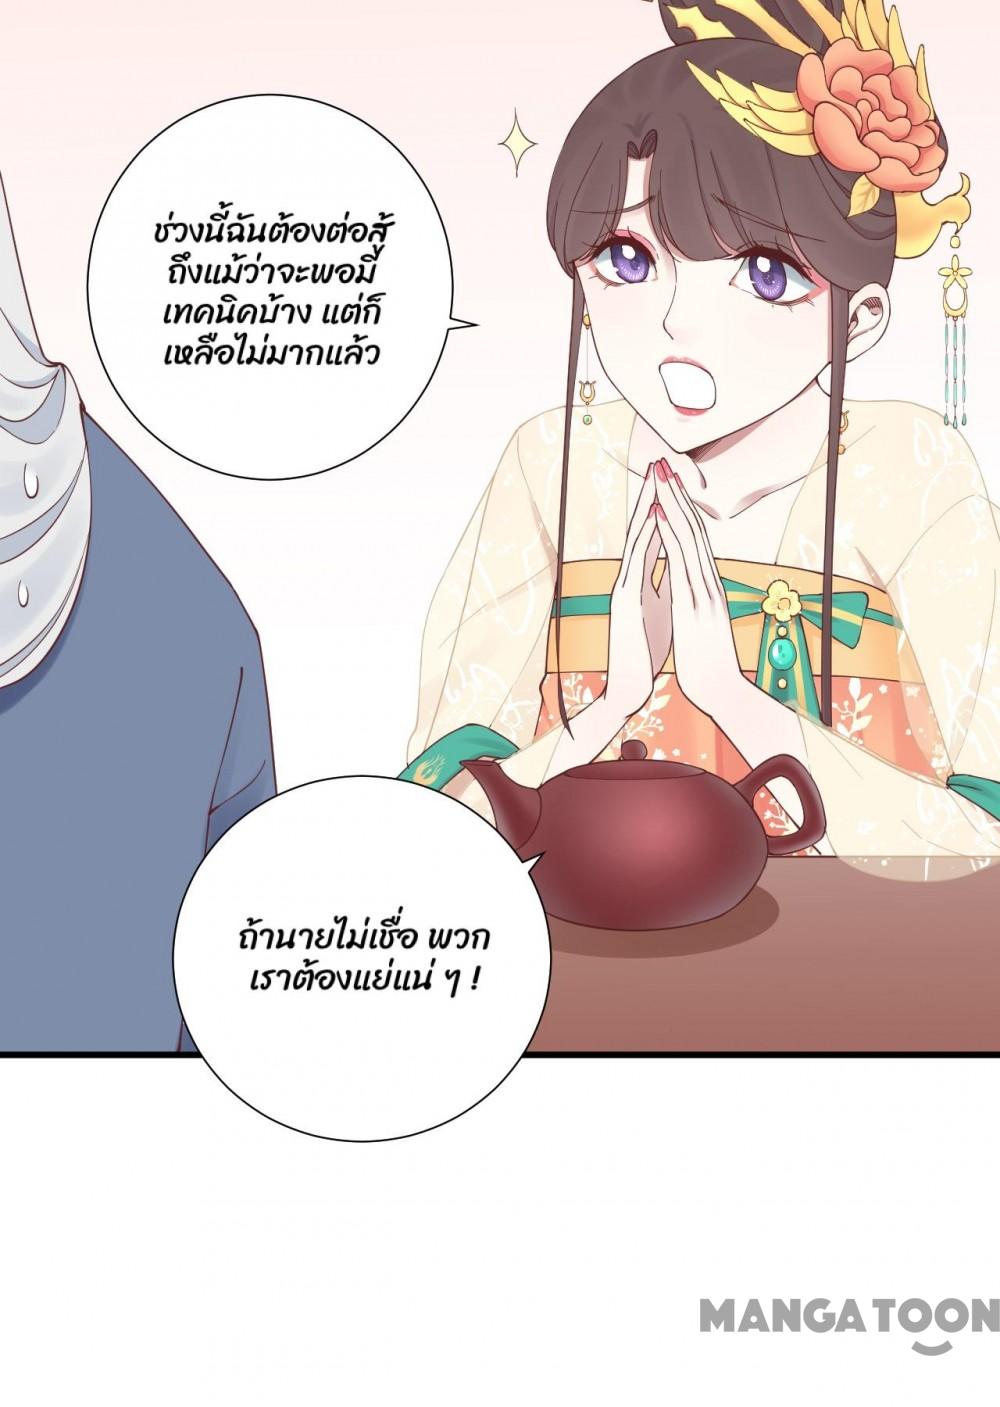 ช่วงนี้ฉันต้องต่อสู้
ถึงแม้ว่าจะพอมี
เทคนิคบ้าง แต่ก็
เหลือไม่มากแล้ว
ถ้านายไม่เชื่อ พวก
เราต้องแย่แน่ ๆ !
MANGATOON